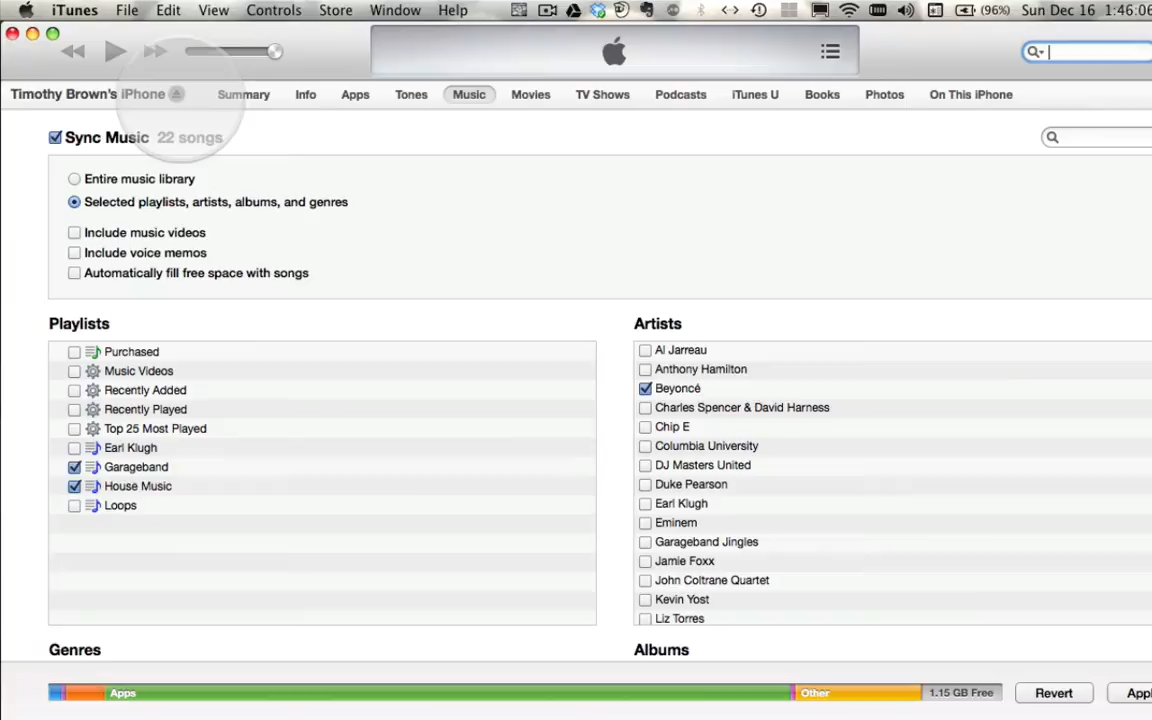 iTunes File Edit View Controls Store Window Help (96%) Sun Dec 16 1:46:06
Timothy Brown's iPhone Summary Info Apps Tones Music Movies TV Shows Podcasts iTunes U Books Photos On This iPhone
Sync Music 22 songs
Entire music library
Selected playlists, artists, albums, and genres
Include music videos
Include voice memos
Automatically fill free space with songs
Playlists
Purchased
Music Videos
Recently Added
Recently Played
Top 25 Most Played
Earl Klugh
Garageband
House Music
Loops
Artists
Al Jarreau
Anthony Hamilton
Beyoncé
Charles Spencer & David Harness
Chip E
Columbia University
DJ Masters United
Duke Pearson
Earl Klugh
Eminem
Garageband Jingles
Jamie Foxx
John Coltrane Quartet
Kevin Yost
Liz Torres
Genres
Albums
Apps Other 1.15 GB Free Revert Appl